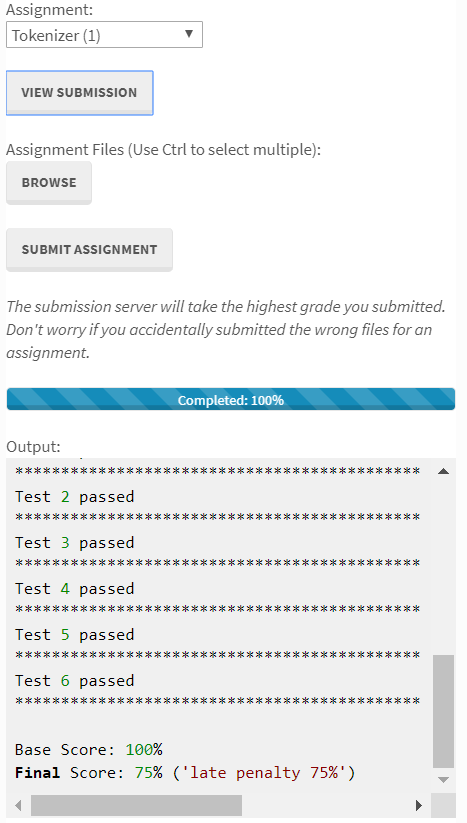 Assignment:
Tokenizer (1)
VIEW SUBMISSION
Assignment Files (Use Ctrl to select multiple):
BROWSE
SUBMIT ASSIGNMENT
The submission server will take the highest grade you submitted.
Don't worry if you accidentally submitted the wrong files for an
assignment.
Completed: 100%
Output:
********************************************
Test 2 passed
********************************************
Test 3 passed
********************************************
Test 4 passed
********************************************
Test 5 passed
********************************************
Test 6 passed
********************************************
Base Score: 100%
Final Score: 75% ('late penalty 75%')